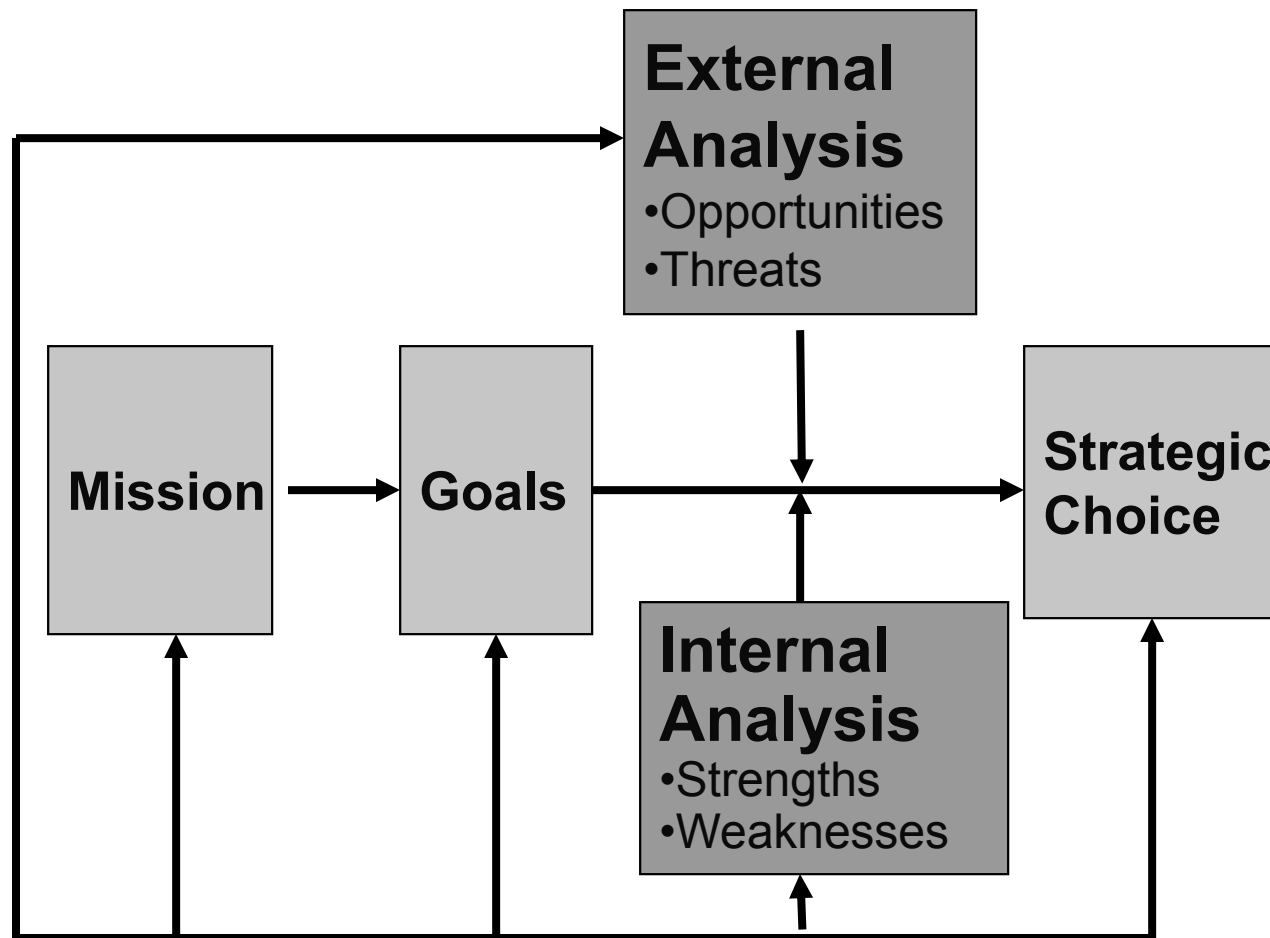 External
Analysis
•Opportunities
•Threats
Mission
Goals
Strategic
Choice
Internal
Analysis
•Strengths
•Weaknesses